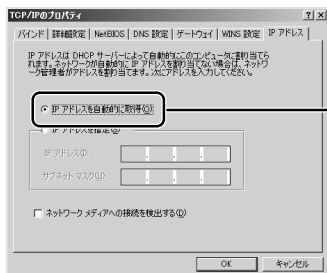 TCP/IPのプロパティ
バインド 詳細設定 NetBIOS DNS 設定 ゲートウェイ WINS 設定 IP アドレス
IP アドレスは DHCP サーバーによって自動的にこのコンピュータに割り当てら
れます。ネットワークが自動的に IP アドレスを割り当てない場合は、ネットワ
ーク管理者がアドレスを割り当てます。次にアドレスを入力してください。
IP アドレスを自動的に取得(O)
IP アドレスを指定(S)
IP アドレス(I)
サブネット マスク(U)
ネットワーク メディアへの接続を検出する(D)
OK キャンセル